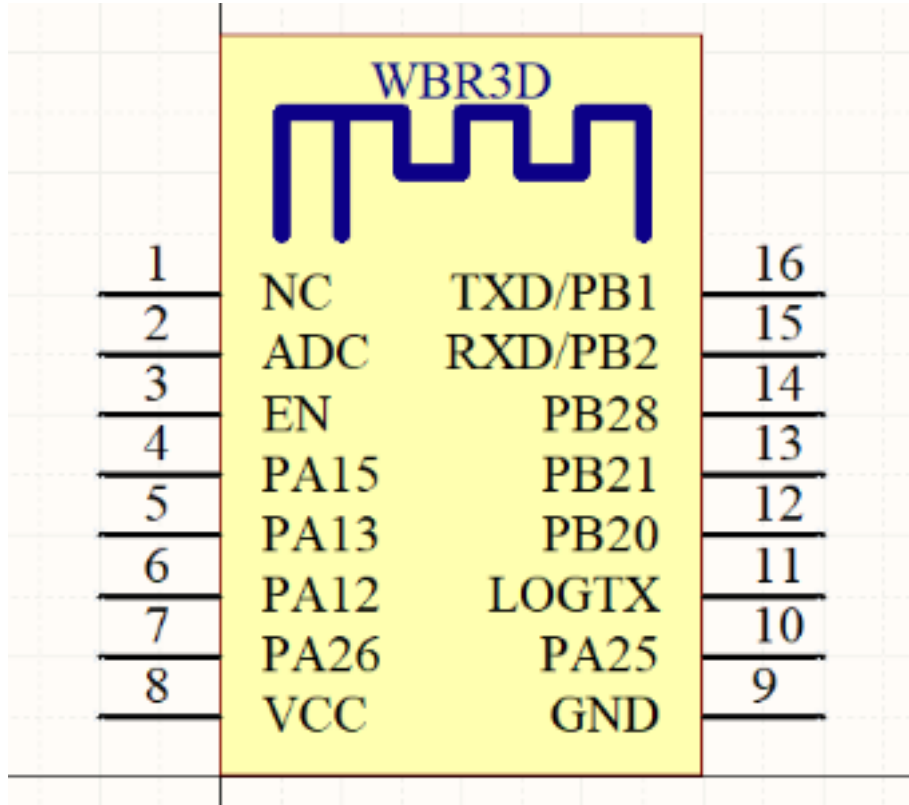 WBR3D
1 NC TXD/PB1 16
2 ADC RXD/PB2 15
3 EN PB28 14
4 PA15 PB21 13
5 PA13 PB20 12
6 PA12 LOGTX 11
7 PA26 PA25 10
8 VCC GND 9